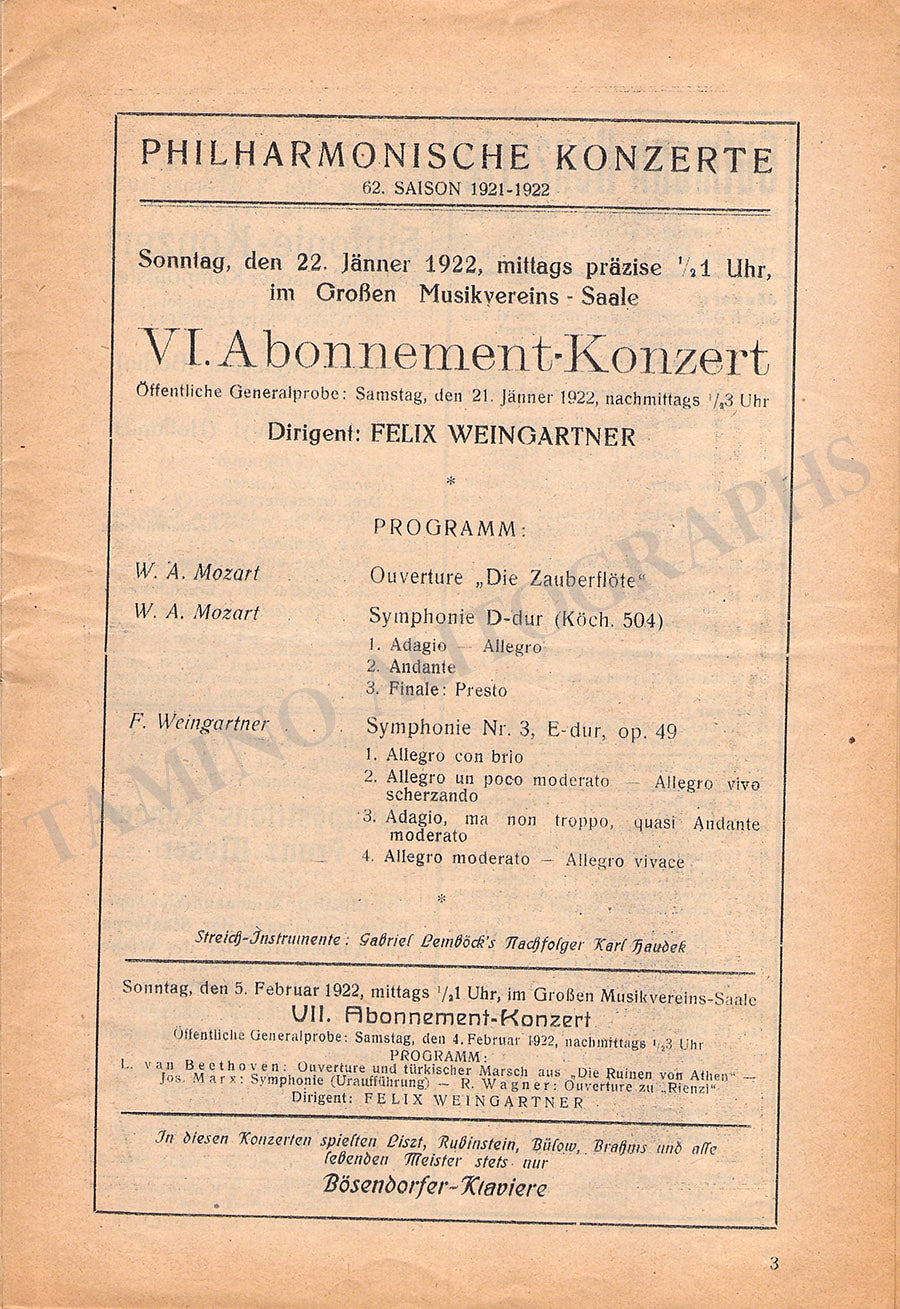 PHILHARMONISCHE KONZERTE
62. SAISON 1921-1922
Sonntag, den 22. Jänner 1922, mittags präzise 1/21 Uhr,
im Großen Musikvereins-Saale
VI. Abonnement-Konzert
Öffentliche Generalprobe: Samstag, den 21. Jänner 1922, nachmittags 1/23 Uhr
Dirigent: FELIX WEINGARTNER
*
PROGRAMM:
W. A. Mozart Ouverture „Die Zauberflöte“
W. A. Mozart Symphonie D-dur (Köch. 504)
1. Adagio — Allegro
2. Andante
3. Finale: Presto
F. Weingartner Symphonie Nr. 3, E-dur, op. 49
1. Allegro con brio
2. Allegro un poco moderato — Allegro vivo
scherzando
3. Adagio, ma non troppo, quasi Andante
moderato
4. Allegro moderato — Allegro vivace
*
Streich-Instrumente: Gabriel Lemböck's Nachfolger Karl Haudek
Sonntag, den 5. Februar 1922, mittags 1/21 Uhr, im Großen Musikvereins-Saale
VII. Abonnement-Konzert
Öffentliche Generalprobe: Samstag, den 4. Februar 1922, nachmittags 1/23 Uhr
PROGRAMM:
L. van Beethoven: Ouverture und türkischer Marsch aus „Die Ruinen von Athen“ —
Jos. Marx: Symphonie (Uraufführung) — R. Wagner: Ouverture zu „Rienzi“
Dirigent: FELIX WEINGARTNER
In diesen Konzerten spielten Liszt, Rubinstein, Bülow, Brahms und alle
lebenden Meister stets nur
Bösendorfer-Klaviere
3
TAMINO AUTOGRAPHS